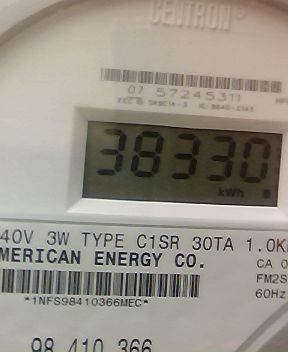 CENTRON®
07 57245311
38330
kWh
40V 3W TYPE C1SR 30TA 1.0K
MERICAN ENERGY CO.
CA 0
FM2S
60Hz
*1NFS98410366MEC*
98 410 366